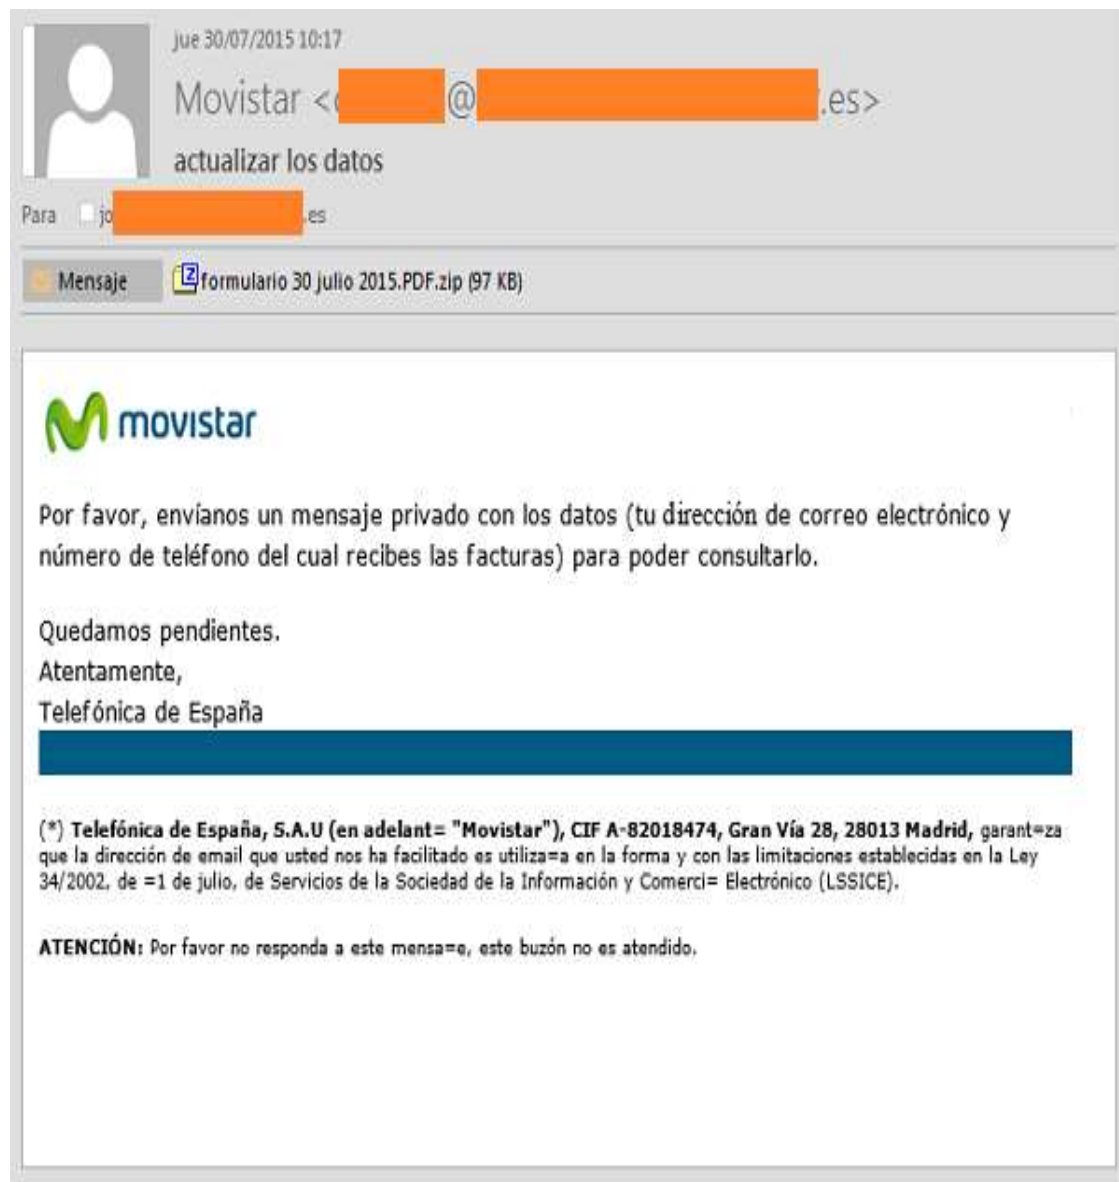 jue 30/07/2015 10:17
Movistar < @ .es>
actualizar los datos
Para jo .es
Mensaje formulario 30 julio 2015.PDF.zip (97 KB)
movistar
Por favor, envíanos un mensaje privado con los datos (tu dirección de correo electrónico y
número de teléfono del cual recibes las facturas) para poder consultarlo.
Quedamos pendientes.
Atentamente,
Telefónica de España
(*) Telefónica de España, S.A.U (en adelant= "Movistar"), CIF A-82018474, Gran Vía 28, 28013 Madrid, garant=za
que la dirección de email que usted nos ha facilitado es utiliza=a en la forma y con las limitaciones establecidas en la Ley
34/2002, de =1 de julio, de Servicios de la Sociedad de la Información y Comerci= Electrónico (LSSICE).
ATENCIÓN: Por favor no responda a este mensa=e, este buzón no es atendido.